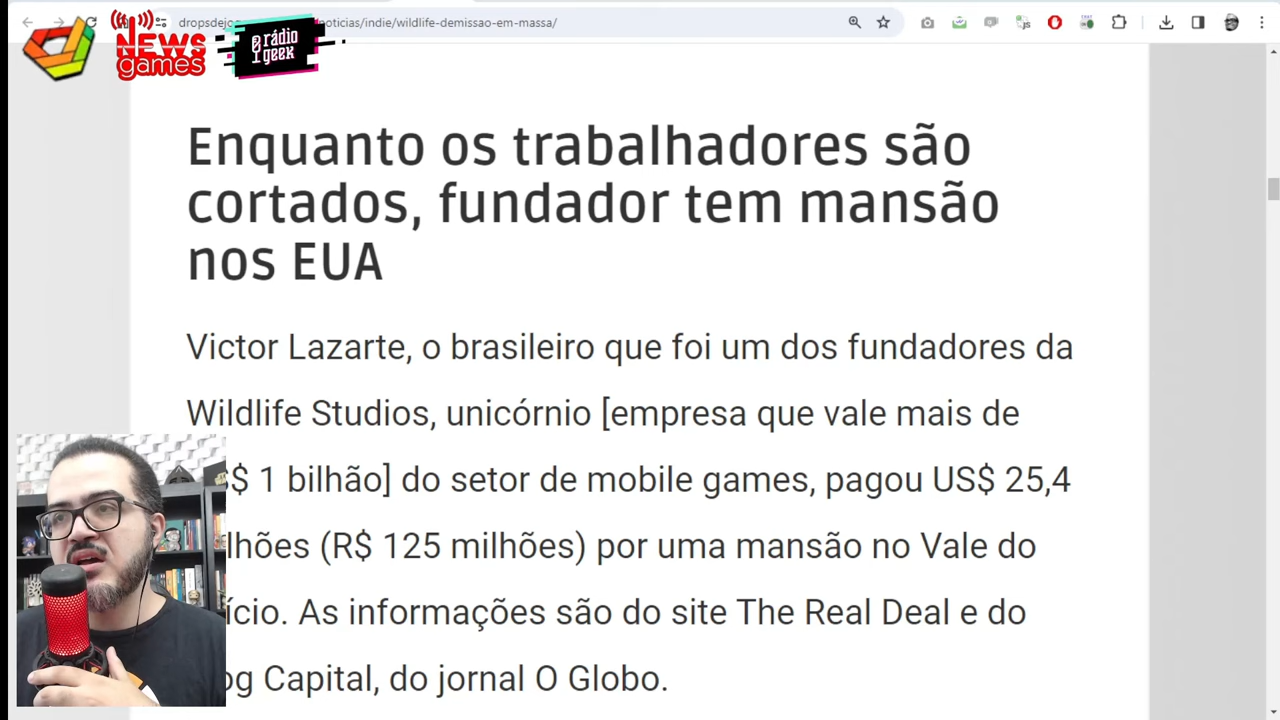 dropsdejo
noticias/indie/wildlife-demissao-em-massa/
NEWS
games
rádio
geek
Enquanto os trabalhadores são
cortados, fundador tem mansão
nos EUA
Victor Lazarte, o brasileiro que foi um dos fundadores da
Wildlife Studios, unicórnio [empresa que vale mais de
$ 1 bilhão] do setor de mobile games, pagou US$ 25,4
lhões (R$ 125 milhões) por uma mansão no Vale do
ício. As informações são do site The Real Deal e do
og Capital, do jornal O Globo.